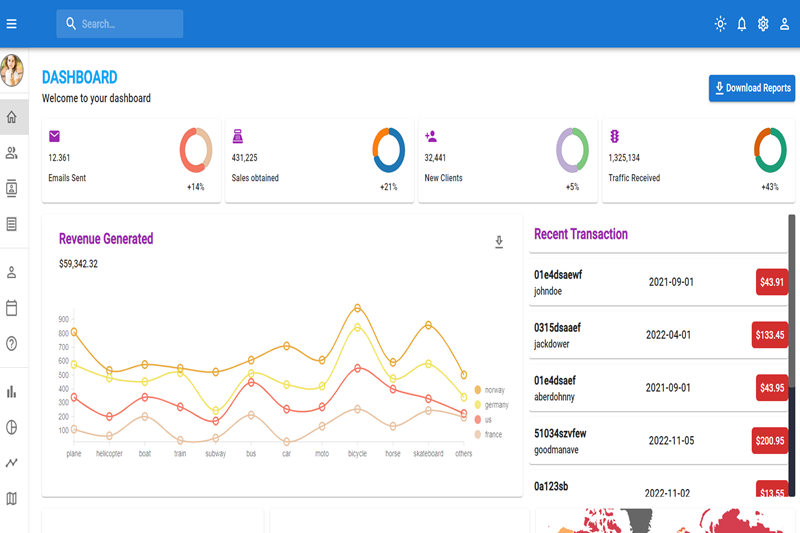 Search...
DASHBOARD
Welcome to your dashboard
Download Reports
12.361
Emails Sent
+14%
431,225
Sales obtained
+21%
32,441
New Clients
+5%
1,325,134
Traffic Received
+43%
Revenue Generated
$59,342.32
900
800
700
600
500
400
300
200
100
plane helicopter boat train subway bus car moto bicycle horse skateboard others
norway
germany
us
france
Recent Transaction
01e4dsaewf
johndoe
2021-09-01
$43.91
0315dsaaef
jackdower
2022-04-01
$133.45
01e4dsaef
aberdohnny
2021-09-01
$43.95
51034szvfew
goodmanave
2022-11-05
$200.95
0a123sb
2022-11-02
$13.55